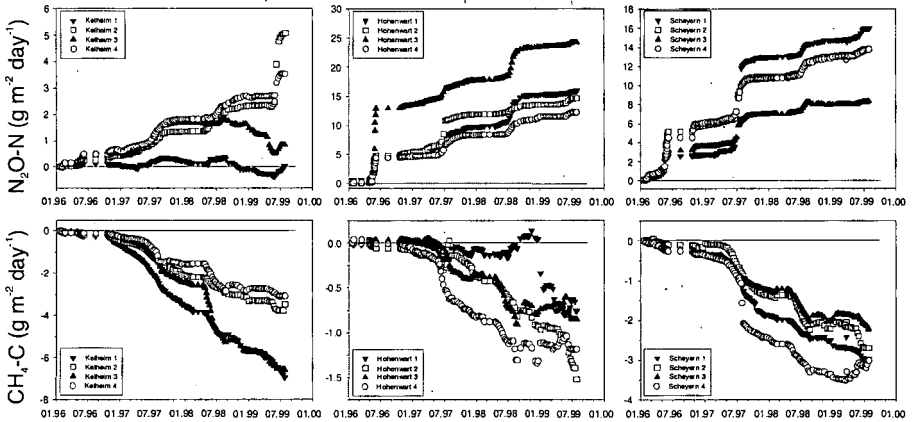 N₂O-N (g m⁻² day⁻¹)
6
5
4
3
2
1
0
-1
Kelheim 1
Kelheim 2
Kelheim 3
Kelheim 4
01.96 07.96 01.97 07.97 01.98 07.98 01.99 07.99 01.00
30
25
20
15
10
5
0
Hohenwart 1
Hohenwart 2
Hohenwart 3
Hohenwart 4
01.96 07.96 01.97 07.97 01.98 07.98 01.99 07.99 01.00
18
16
14
12
10
8
6
4
2
0
Scheyern 1
Scheyern 2
Scheyern 3
Scheyern 4
01.96 07.96 01.97 07.97 01.98 07.98 01.99 07.99 01.00
CH₄-C (g m⁻² day⁻¹)
0
-2
-4
-6
-8
Kelheim 1
Kelheim 2
Kelheim 3
Kelheim 4
01.96 07.96 01.97 07.97 01.98 07.98 01.99 07.99 01.00
0.0
-0.5
-1.0
-1.5
Hohenwart 1
Hohenwart 2
Hohenwart 3
Hohenwart 4
01.96 07.96 01.97 07.97 01.98 07.98 01.99 07.99 01.00
0
-1
-2
-3
-4
Scheyern 1
Scheyern 2
Scheyern 3
Scheyern 4
01.96 07.96 01.97 07.97 01.98 07.98 01.99 07.99 01.00